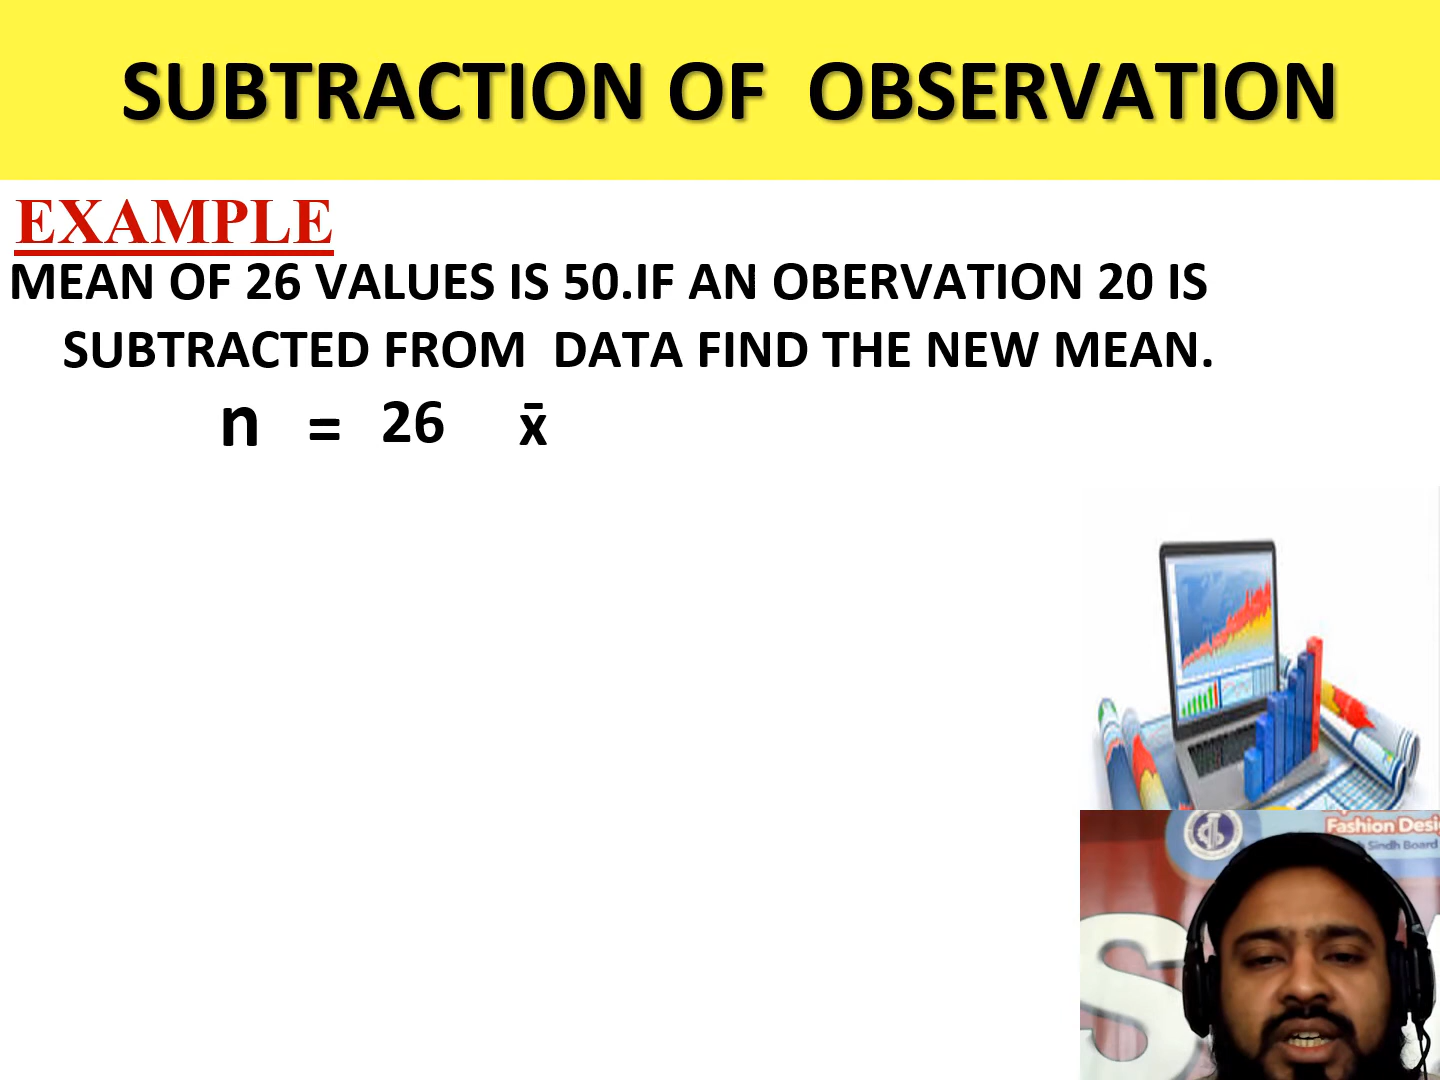 SUBTRACTION OF OBSERVATION
EXAMPLE
MEAN OF 26 VALUES IS 50.IF AN OBERVATION 20 IS
SUBTRACTED FROM DATA FIND THE NEW MEAN.
n = 26 x̄
Fashion Desi
Sindh Board
S